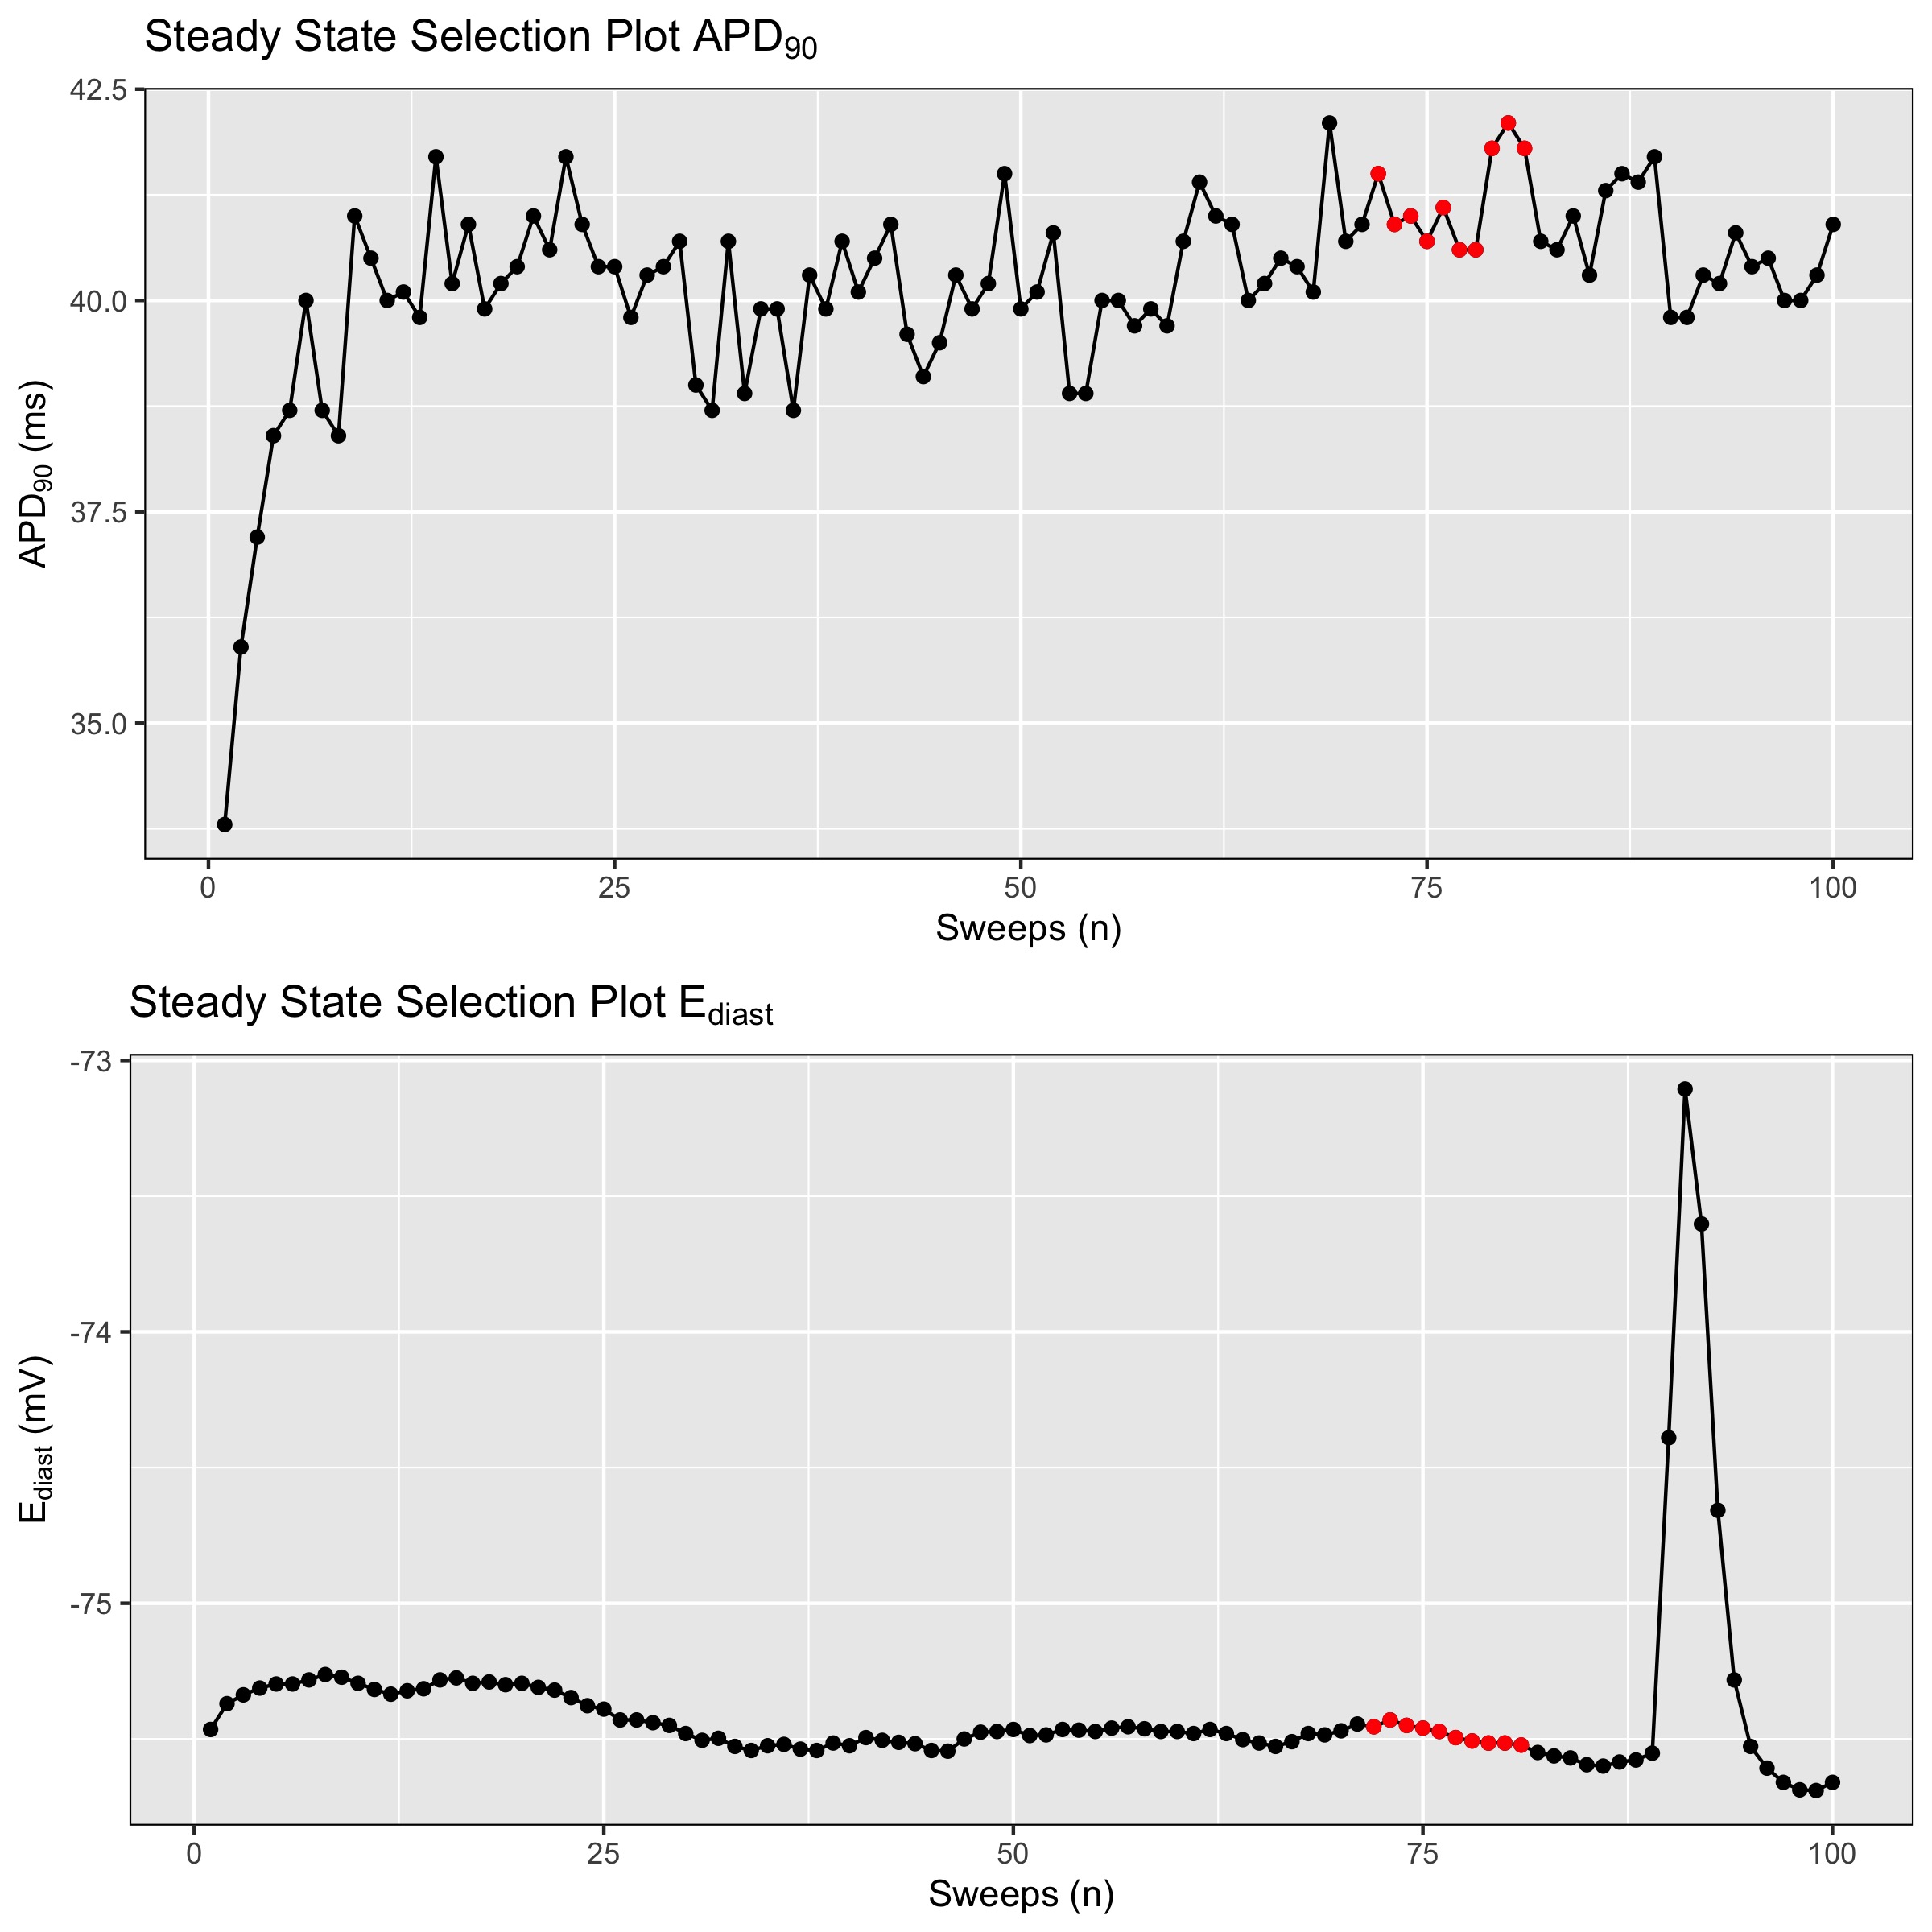 Steady State Selection Plot APD90
42.5
40.0
37.5
35.0
APD90 (ms)
0 25 50 75 100
Sweeps (n)
Steady State Selection Plot Ediast
-73
-74
-75
Ediast (mV)
0 25 50 75 100
Sweeps (n)